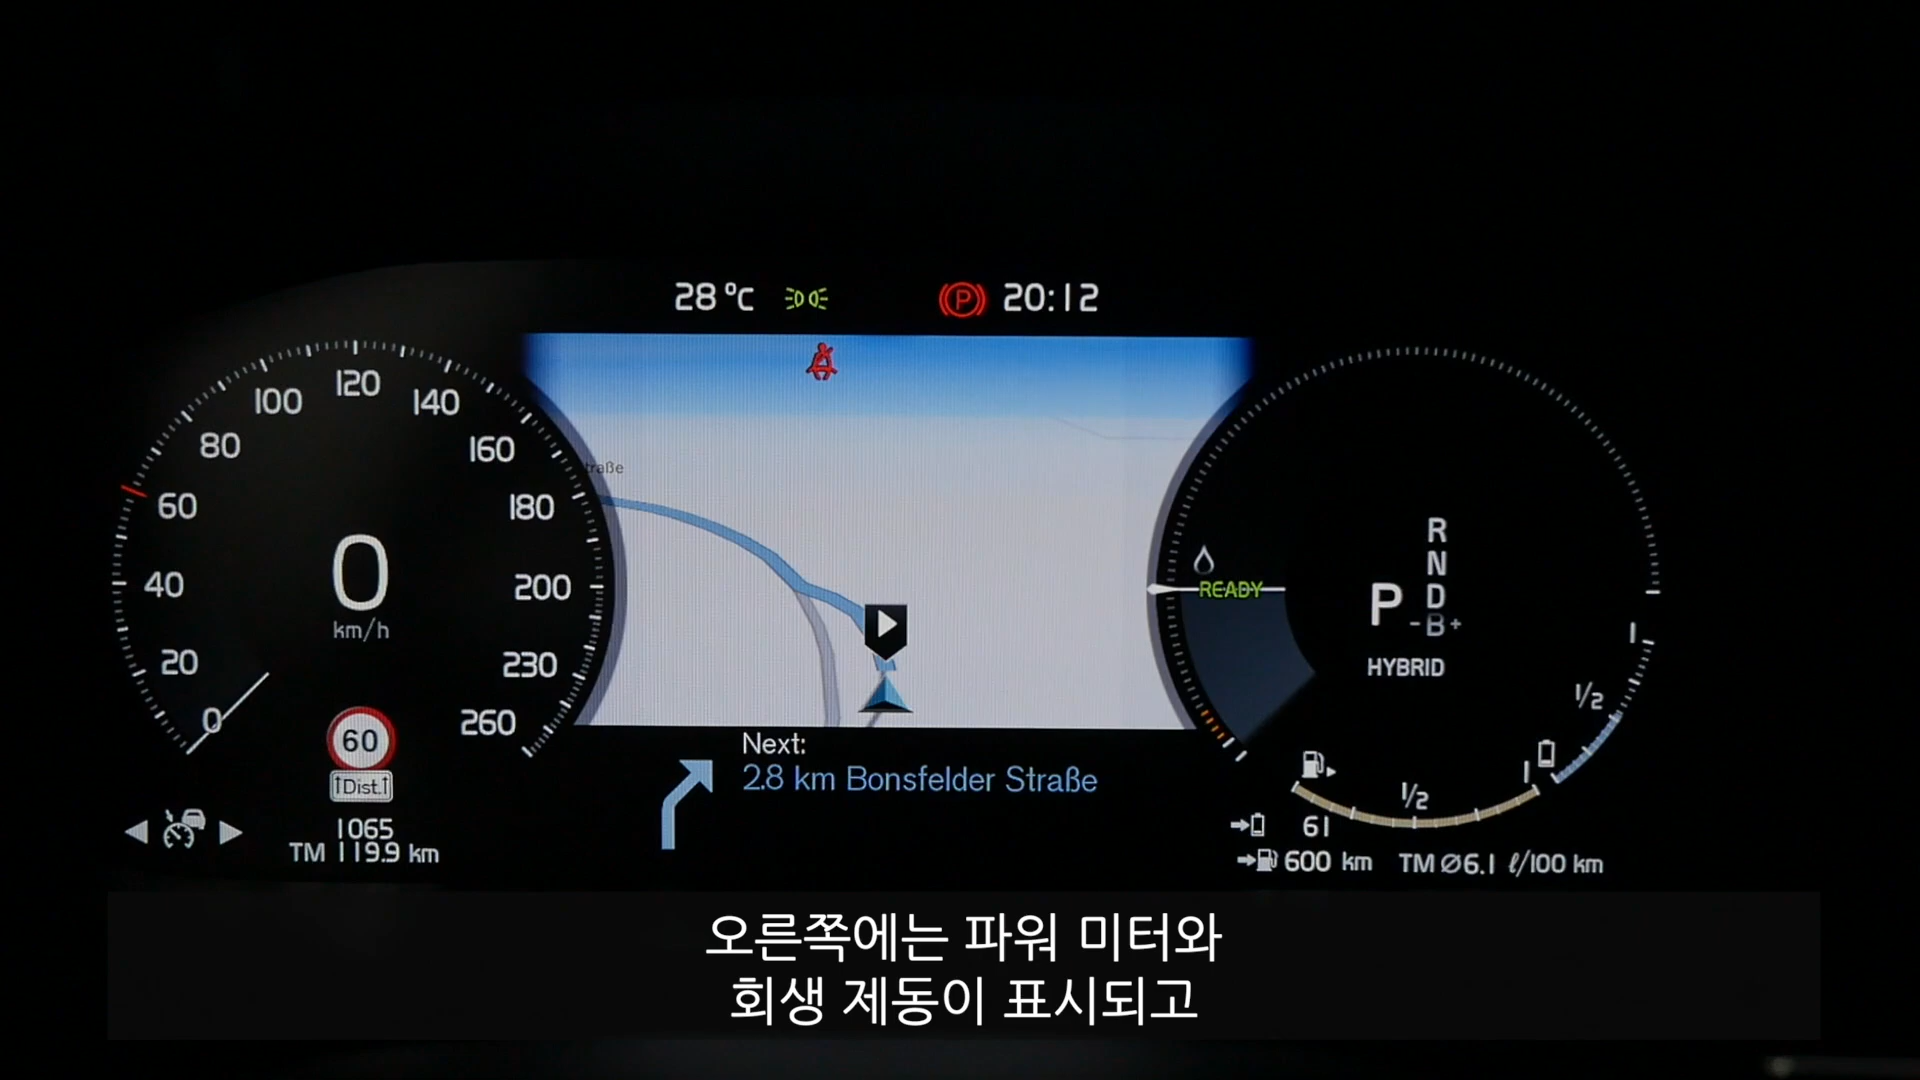 28 °C
20:12
P
0
20
40
60
80
100
120
140
160
180
200
230
260
0
km/h
60
↑Dist.↑
1065
TM 119.9 km
traße
Next:
2.8 km Bonsfelder Straße
READY
R
N
D
P -B+
HYBRID
1
1/2
1/2
1
61
600 km
TM Ø6.1 ℓ/100 km
오른쪽에는 파워 미터와
회생 제동이 표시되고